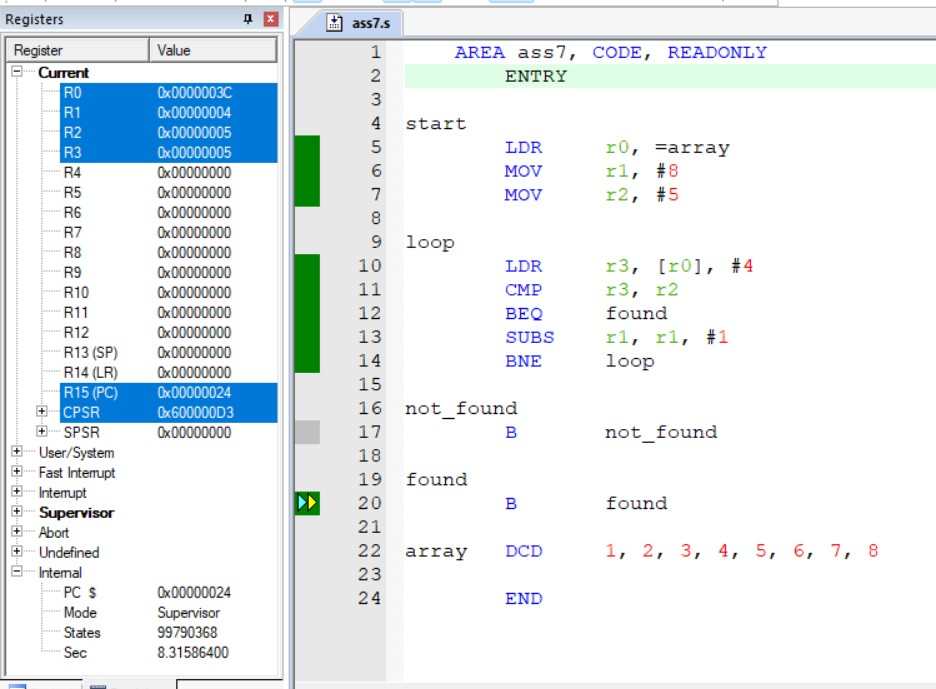 Registers
Register Value
Current
R0 0x0000003C
R1 0x00000004
R2 0x00000005
R3 0x00000005
R4 0x00000000
R5 0x00000000
R6 0x00000000
R7 0x00000000
R8 0x00000000
R9 0x00000000
R10 0x00000000
R11 0x00000000
R12 0x00000000
R13 (SP) 0x00000000
R14 (LR) 0x00000000
R15 (PC) 0x00000024
CPSR 0x600000D3
SPSR 0x00000000
User/System
Fast Interrupt
Interrupt
Supervisor
Abort
Undefined
Internal
PC $ 0x00000024
Mode Supervisor
States 99790368
Sec 8.31586400
ass7.s
1 AREA ass7, CODE, READONLY
2 ENTRY
3
4 start
5 LDR r0, =array
6 MOV r1, #8
7 MOV r2, #5
8
9 loop
10 LDR r3, [r0], #4
11 CMP r3, r2
12 BEQ found
13 SUBS r1, r1, #1
14 BNE loop
15
16 not_found
17 B not_found
18
19 found
20 B found
21
22 array DCD 1, 2, 3, 4, 5, 6, 7, 8
23
24 END